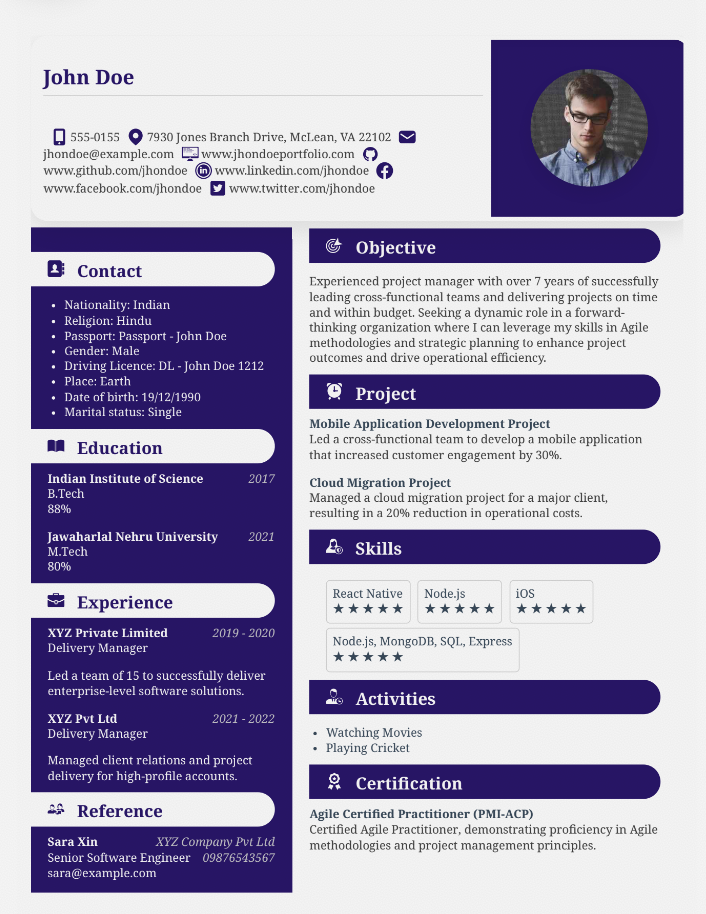 John Doe
555-0155 7930 Jones Branch Drive, McLean, VA 22102
jhondoe@example.com www.jhondoeportfolio.com
www.github.com/jhondoe www.linkedin.com/jhondoe
www.facebook.com/jhondoe www.twitter.com/jhondoe
Contact
• Nationality: Indian
• Religion: Hindu
• Passport: Passport - John Doe
• Gender: Male
• Driving Licence: DL - John Doe 1212
• Place: Earth
• Date of birth: 19/12/1990
• Marital status: Single
Education
Indian Institute of Science 2017
B.Tech
88%
Jawaharlal Nehru University 2021
M.Tech
80%
Experience
XYZ Private Limited 2019 - 2020
Delivery Manager
Led a team of 15 to successfully deliver
enterprise-level software solutions.
XYZ Pvt Ltd 2021 - 2022
Delivery Manager
Managed client relations and project
delivery for high-profile accounts.
Reference
Sara Xin XYZ Company Pvt Ltd
Senior Software Engineer 09876543567
sara@example.com
Objective
Experienced project manager with over 7 years of successfully
leading cross-functional teams and delivering projects on time
and within budget. Seeking a dynamic role in a forward-
thinking organization where I can leverage my skills in Agile
methodologies and strategic planning to enhance project
outcomes and drive operational efficiency.
Project
Mobile Application Development Project
Led a cross-functional team to develop a mobile application
that increased customer engagement by 30%.
Cloud Migration Project
Managed a cloud migration project for a major client,
resulting in a 20% reduction in operational costs.
Skills
React Native Node.js iOS
★★★★★ ★★★★★ ★★★★★
Node.js, MongoDB, SQL, Express
★★★★★
Activities
• Watching Movies
• Playing Cricket
Certification
Agile Certified Practitioner (PMI-ACP)
Certified Agile Practitioner, demonstrating proficiency in Agile
methodologies and project management principles.